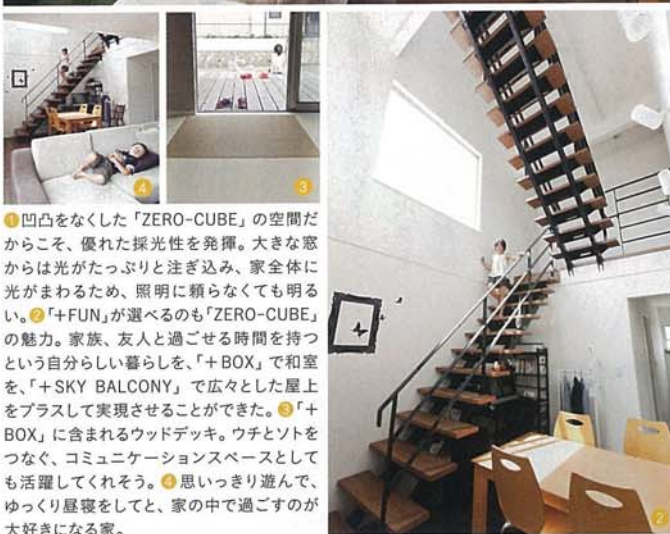 4
3
①凹凸をなくした「ZERO-CUBE」の空間だ
からこそ、優れた採光性を発揮。大きな窓
からは光がたっぷりと注ぎ込み、家全体に
光がまわるため、照明に頼らなくても明る
い。②「+FUN」が選べるのも「ZERO-CUBE」
の魅力。家族、友人と過ごせる時間を持つ
という自分らしい暮らしを、「+BOX」で和室
を、「+SKY BALCONY」で広々とした屋上
をプラスして実現させることができた。③「+
BOX」に含まれるウッドデッキ。ウチとソトを
つなぐ、コミュニケーションスペースとして
も活躍してくれそう。④思いっきり遊んで、
ゆっくり昼寝をしてと、家の中で過ごすのが
大好きになる家。
2